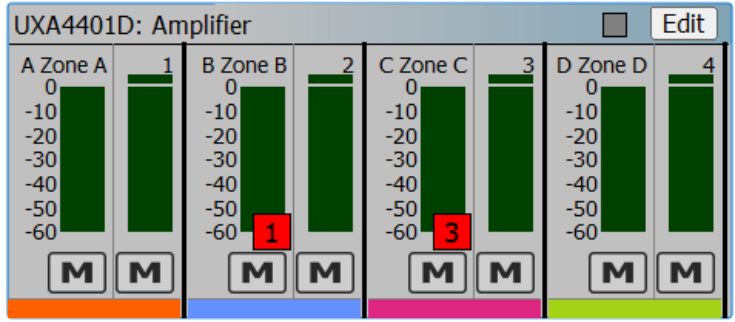 UXA4401D: Amplifier Edit
A Zone A 1 B Zone B 2 C Zone C 3 D Zone D 4
0 0 0 0
-10 -10 -10 -10
-20 -20 -20 -20
-30 -30 -30 -30
-40 -40 -40 -40
-50 -50 -50 -50
-60 -60 1 -60 3 -60
M M M M M M M M